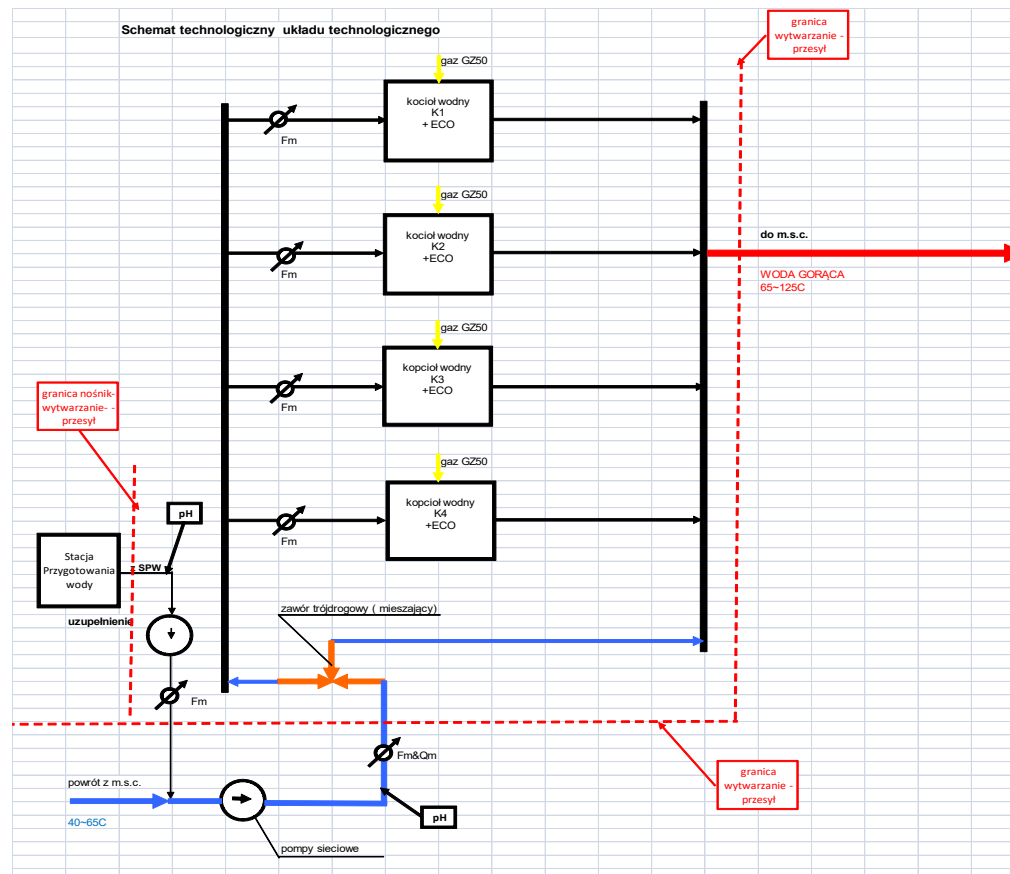 Schemat technologiczny układu technologicznego
granica
wytwarzanie -
przesył
gaz GZ50
kocioł wodny
K1
+ ECO
Fm
gaz GZ50
kocioł wodny
K2
+ECO
Fm
do m.s.c.
WODA GORĄCA
65~125C
gaz GZ50
kopcioł wodny
K3
+ECO
Fm
granica nośnik-
wytwarzanie- -
przesył
gaz GZ50
kopcioł wodny
K4
+ECO
Fm
pH
Stacja
Przygotowania
wody
SPW
uzupełnienie
zawór trójdrogowy ( mieszający)
Fm
Fm&Qm
granica
wytwarzanie -
przesył
powrót z m.s.c.
40~65C
pH
pompy sieciowe